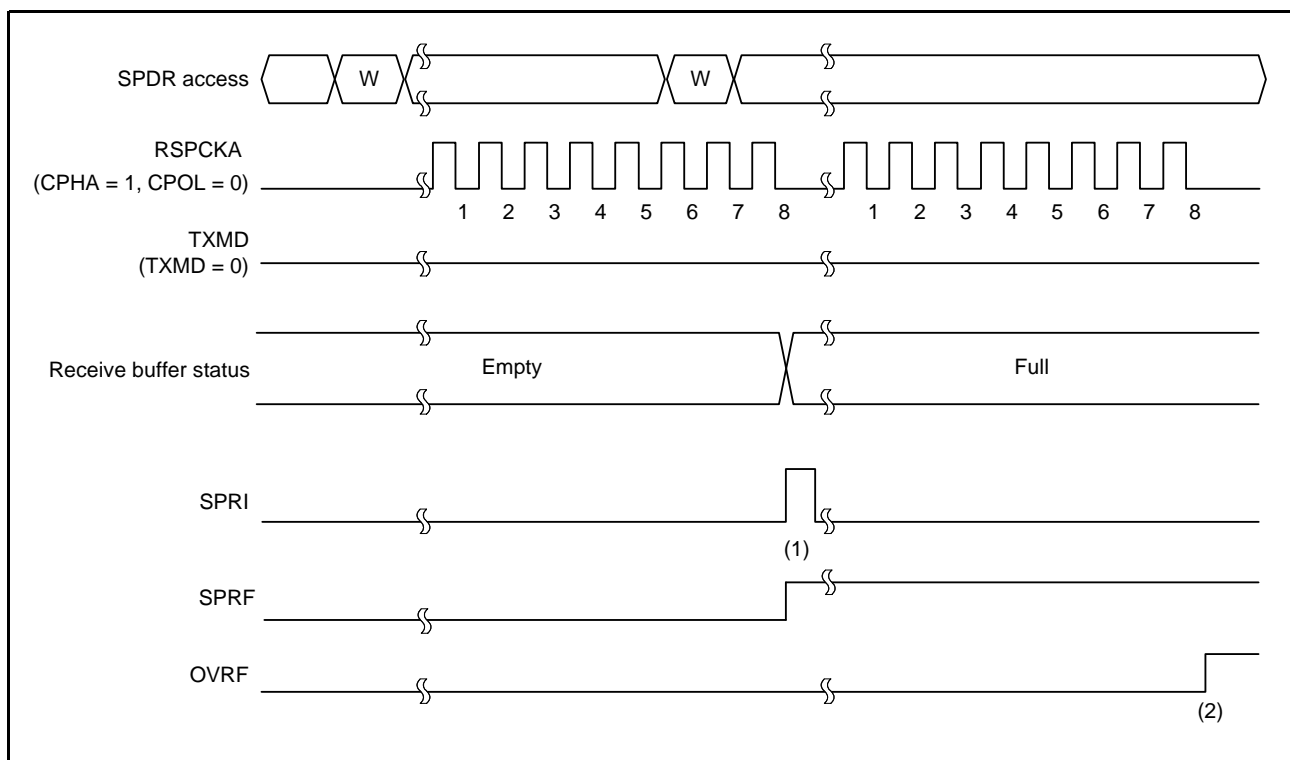 SPDR access
W
W
RSPCKA
(CPHA = 1, CPOL = 0)
1 2 3 4 5 6 7 8 1 2 3 4 5 6 7 8
TXMD
(TXMD = 0)
Receive buffer status
Empty
Full
SPRI
(1)
SPRF
OVRF
(2)